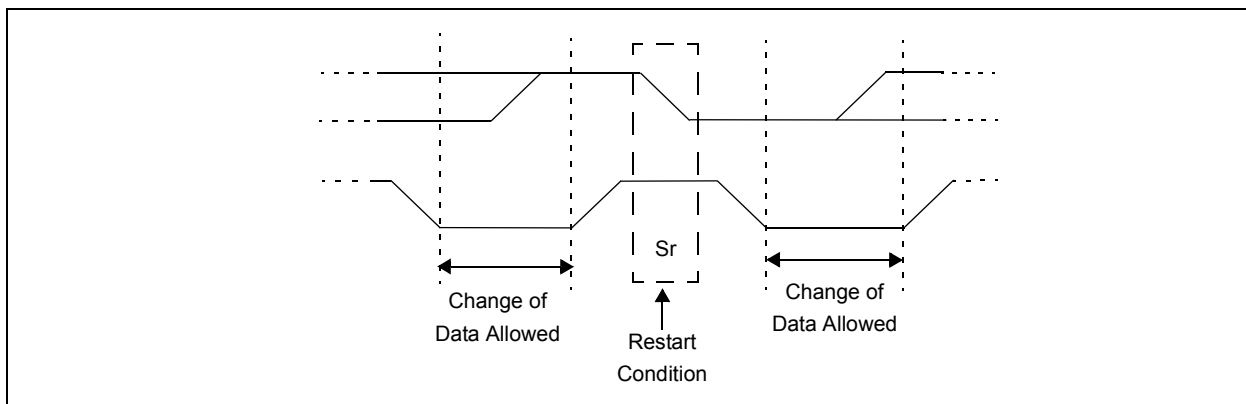 Sr
Change of
Data Allowed
Restart
Condition
Change of
Data Allowed